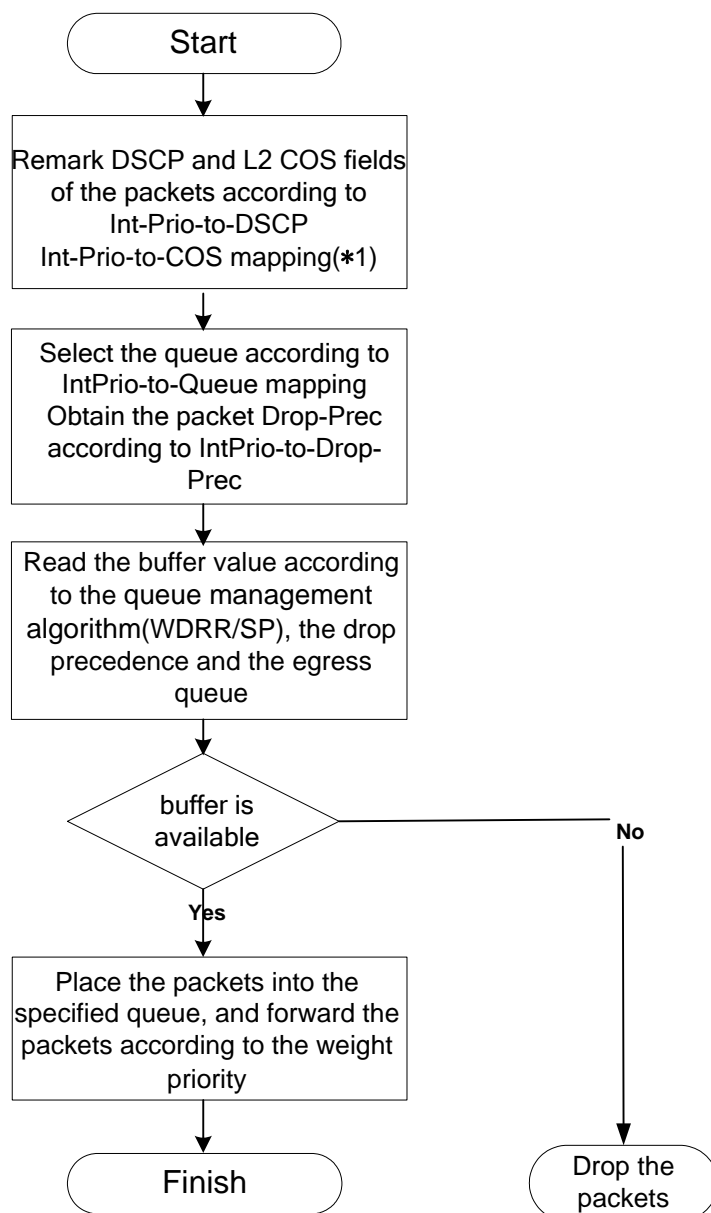 Start
Remark DSCP and L2 COS fields
of the packets according to
Int-Prio-to-DSCP
Int-Prio-to-COS mapping(*1)
Select the queue according to
IntPrio-to-Queue mapping
Obtain the packet Drop-Prec
according to IntPrio-to-Drop-
Prec
Read the buffer value according
to the queue management
algorithm(WDRR/SP), the drop
precedence and the egress
queue
buffer is
available
No
Yes
Place the packets into the
specified queue, and forward the
packets according to the weight
priority
Finish
Drop the
packets